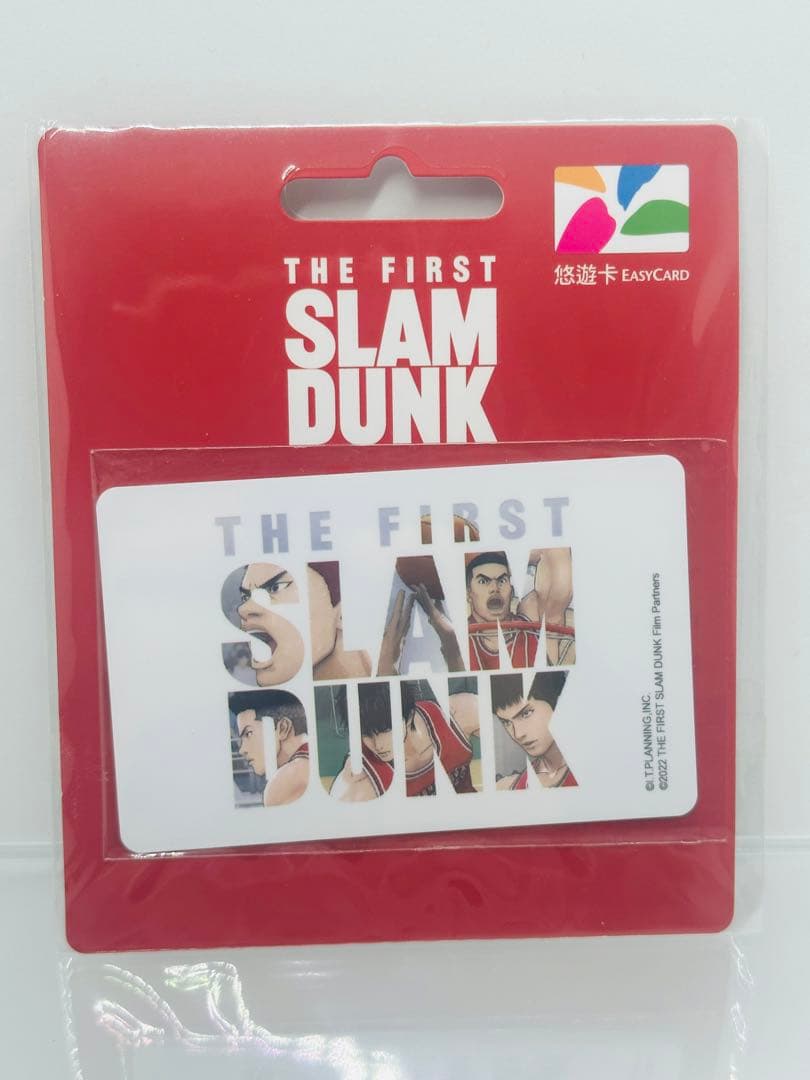 THE FIRST
SLAM
DUNK
悠遊卡 EASYCARD
THE FIRST
SLAM
DUNK
©I.T.PLANNING,INC.
©2022 THE FIRST SLAM DUNK Film Partners